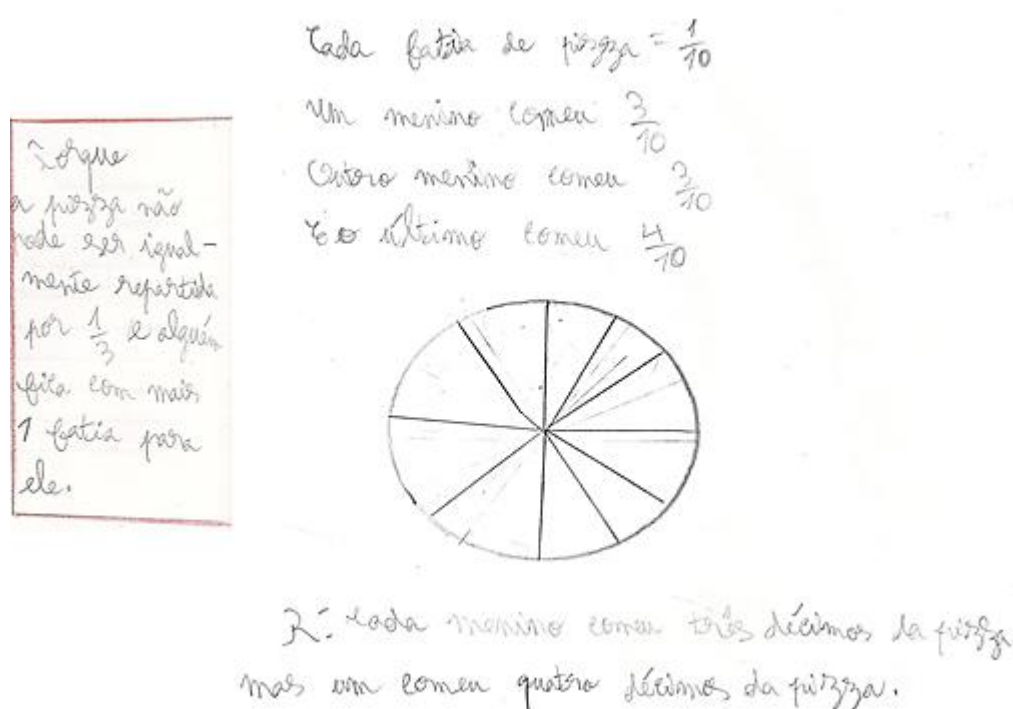 Cada fatia de pizza = 1/10
Um menino comeu 3/10
Outro menino comeu 3/10
E o último comeu 4/10
Porque
a pizza não
pode ser igual-
mente repartida
por 1/3 e alguém
fica com mais
1 fatia para
ele.
R: Cada menino comeu três décimos da pizza
mas um comeu quatro décimos da pizza.